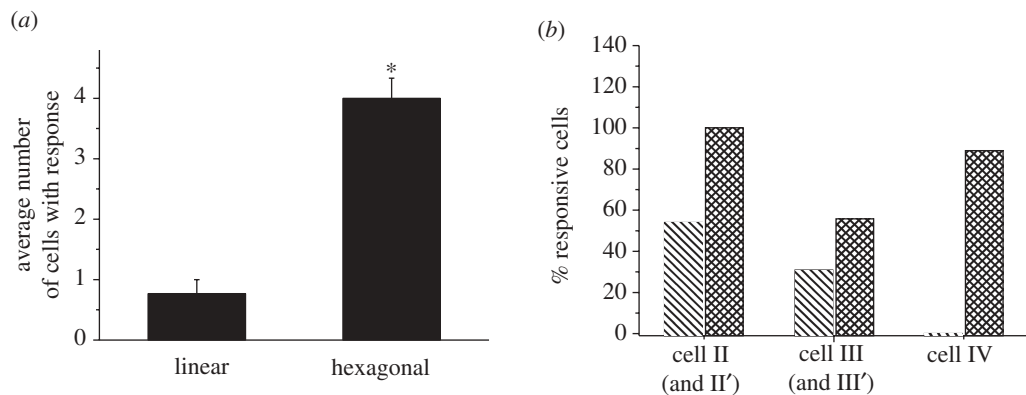 (a)
average number
of cells with response
4
4
2
1
0
*
linear
hexagonal
(b)
% responsive cells
140
120
100
80
60
40
20
0
cell II
(and II′)
cell III
(and III′)
cell IV